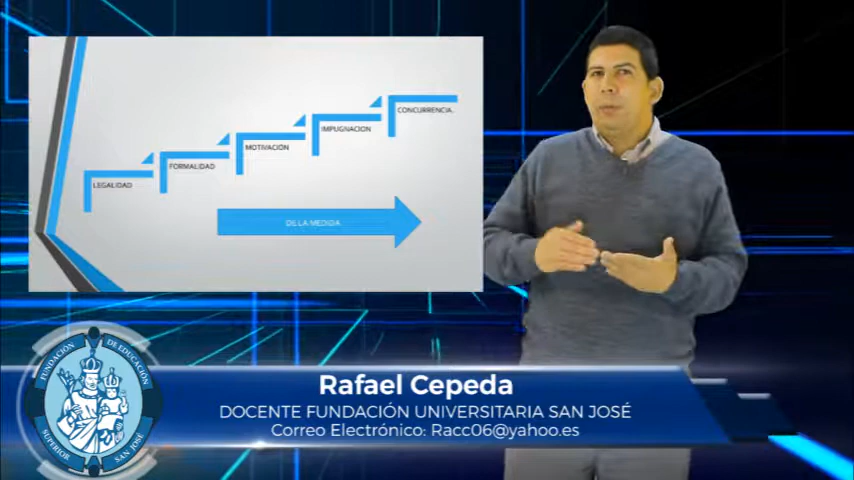 LEGALIDAD
FORMALIDAD
MOTIVACIÓN
IMPUGNACION
CONCURRENCIA.
DE LA MEDIDA
Rafael Cepeda
DOCENTE FUNDACIÓN UNIVERSITARIA SAN JOSÉ
Correo Electrónico: Racc06@yahoo.es
FUNDACIÓN
DE EDUCACIÓN
SUPERIOR
SAN JOSÉ